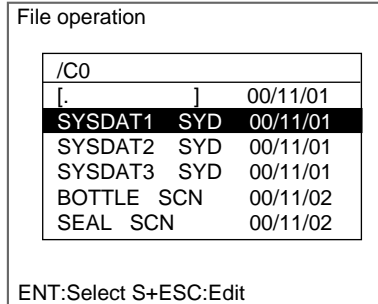 File operation
/C0
[. ] 00/11/01
SYSDAT1 SYD 00/11/01
SYSDAT2 SYD 00/11/01
SYSDAT3 SYD 00/11/01
BOTTLE SCN 00/11/02
SEAL SCN 00/11/02
ENT:Select S+ESC:Edit